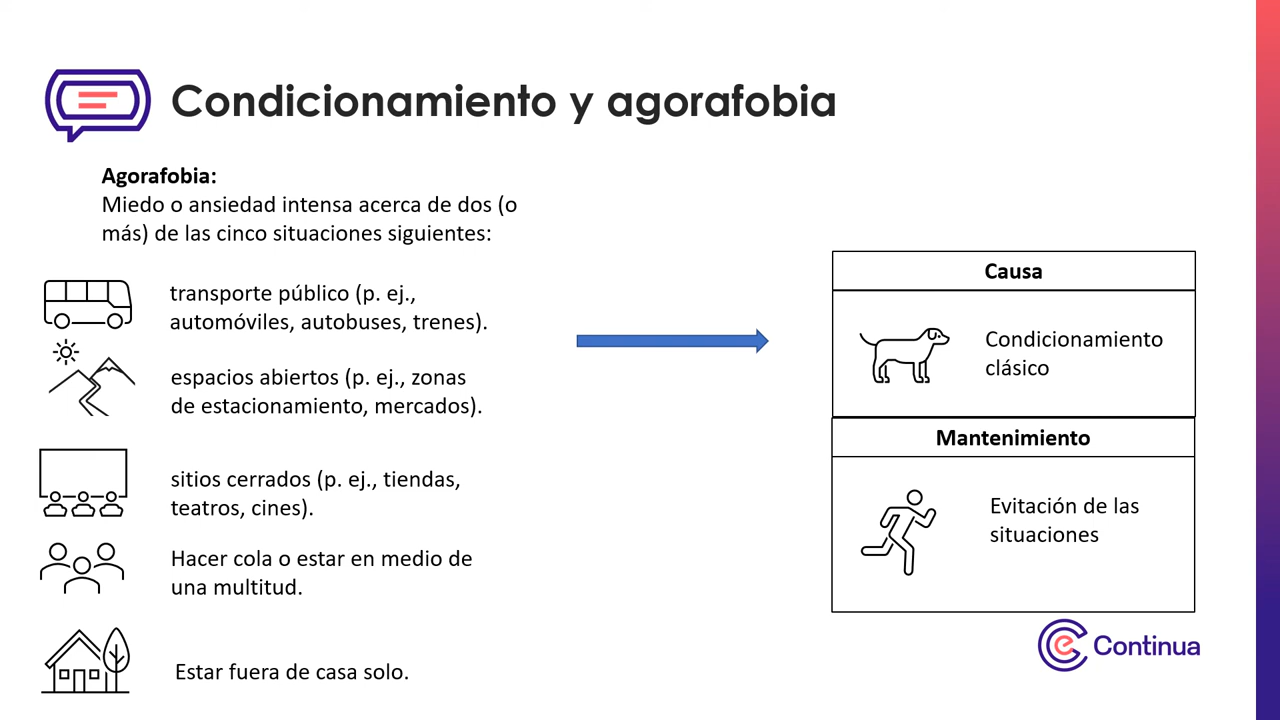 Condicionamiento y agorafobia
Agorafobia:
Miedo o ansiedad intensa acerca de dos (o
más) de las cinco situaciones siguientes:
transporte público (p. ej.,
automóviles, autobuses, trenes).
espacios abiertos (p. ej., zonas
de estacionamiento, mercados).
sitios cerrados (p. ej., tiendas,
teatros, cines).
Hacer cola o estar en medio de
una multitud.
Estar fuera de casa solo.
Causa
Condicionamiento
clásico
Mantenimiento
Evitación de las
situaciones
Continua